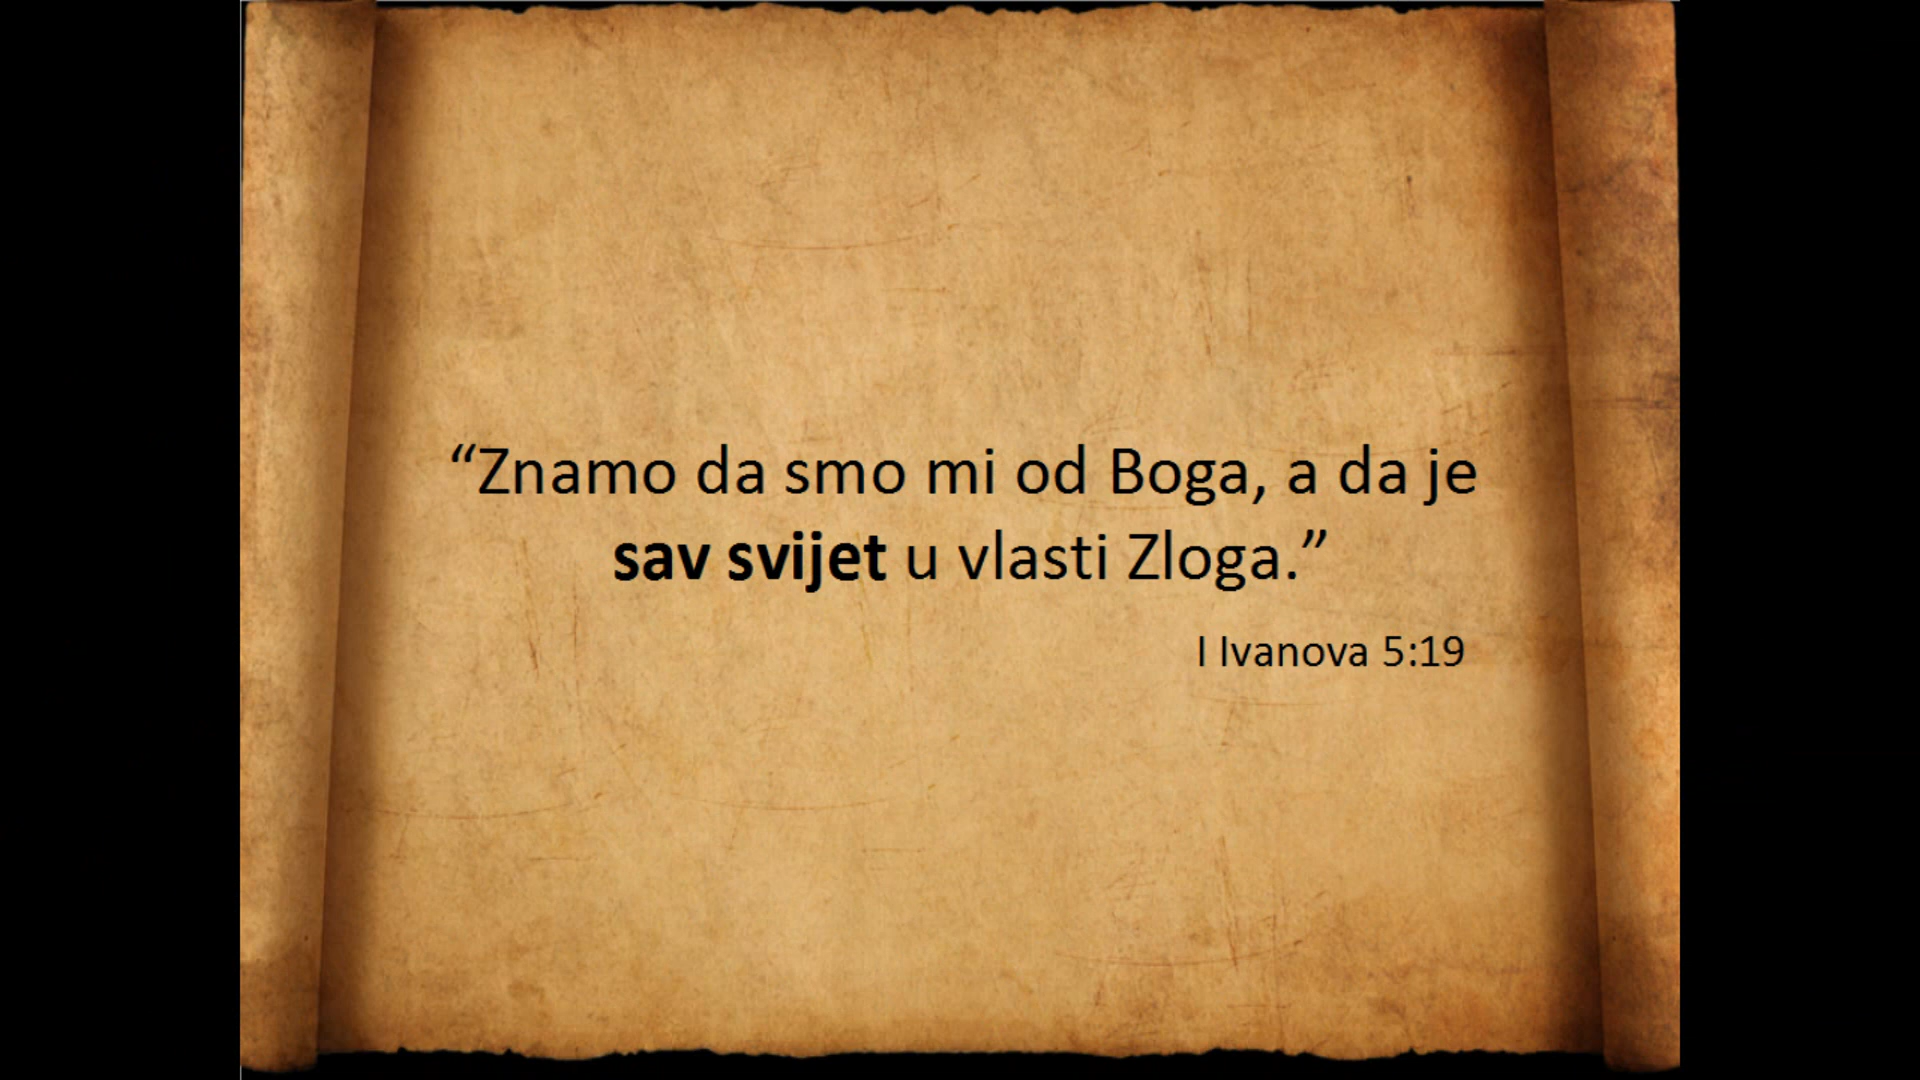 “Znamo da smo mi od Boga, a da je
sav svijet u vlasti Zloga.”
I Ivanova 5:19